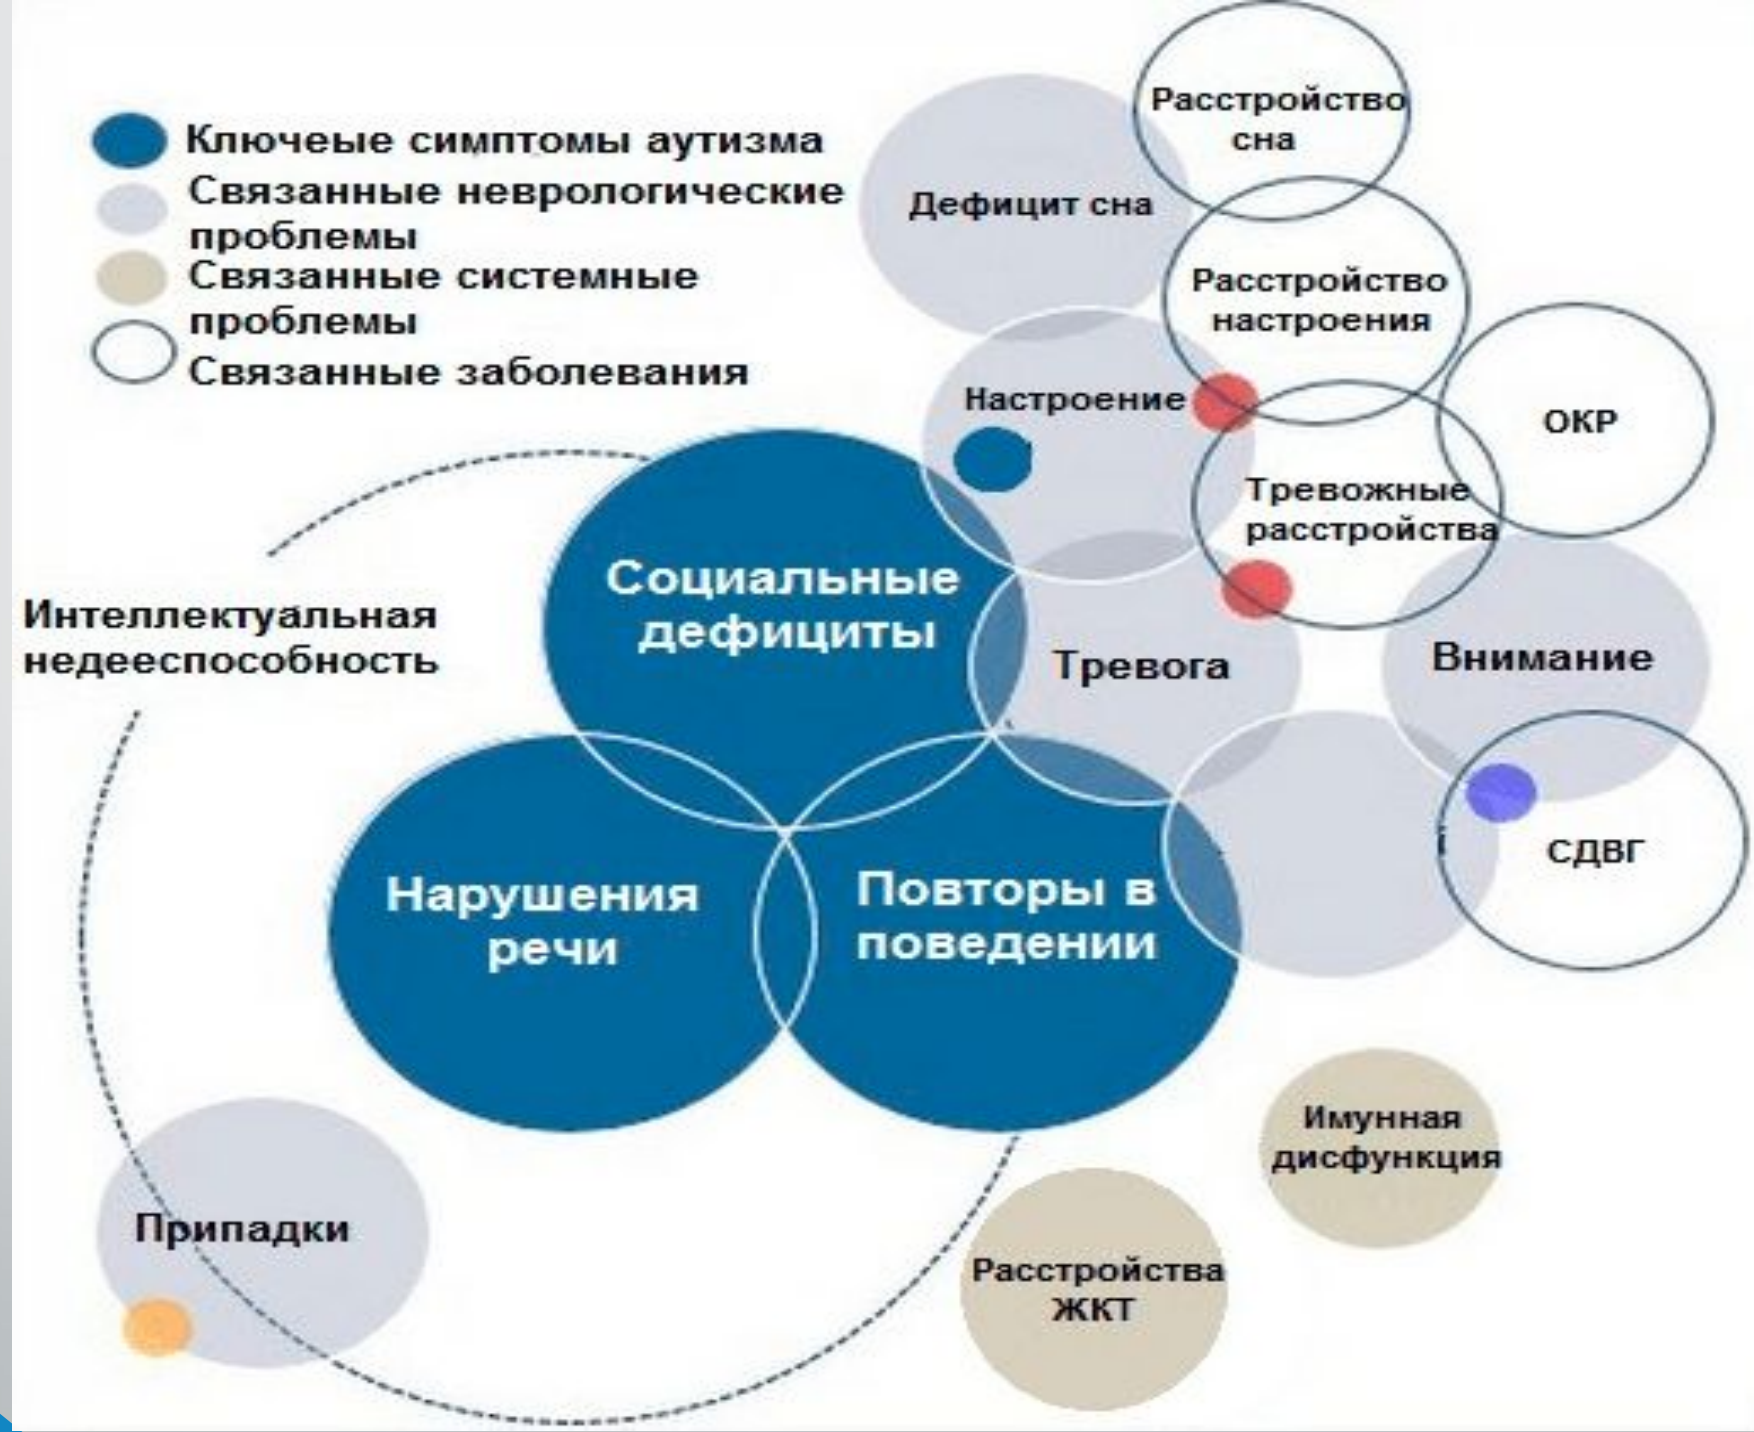 Ключеые симптомы аутизма
Связанные неврологические
проблемы
Связанные системные
проблемы
Связанные заболевания
Расстройство
сна
Дефицит сна
Расстройство
настроения
Настроение
ОКР
Тревожные
расстройства
Социальные
дефициты
Интеллектуальная
недееспособность
Тревога
Внимание
СДВГ
Нарушения
речи
Повторы в
поведении
Имунная
дисфункция
Припадки
Расстройства
ЖКТ